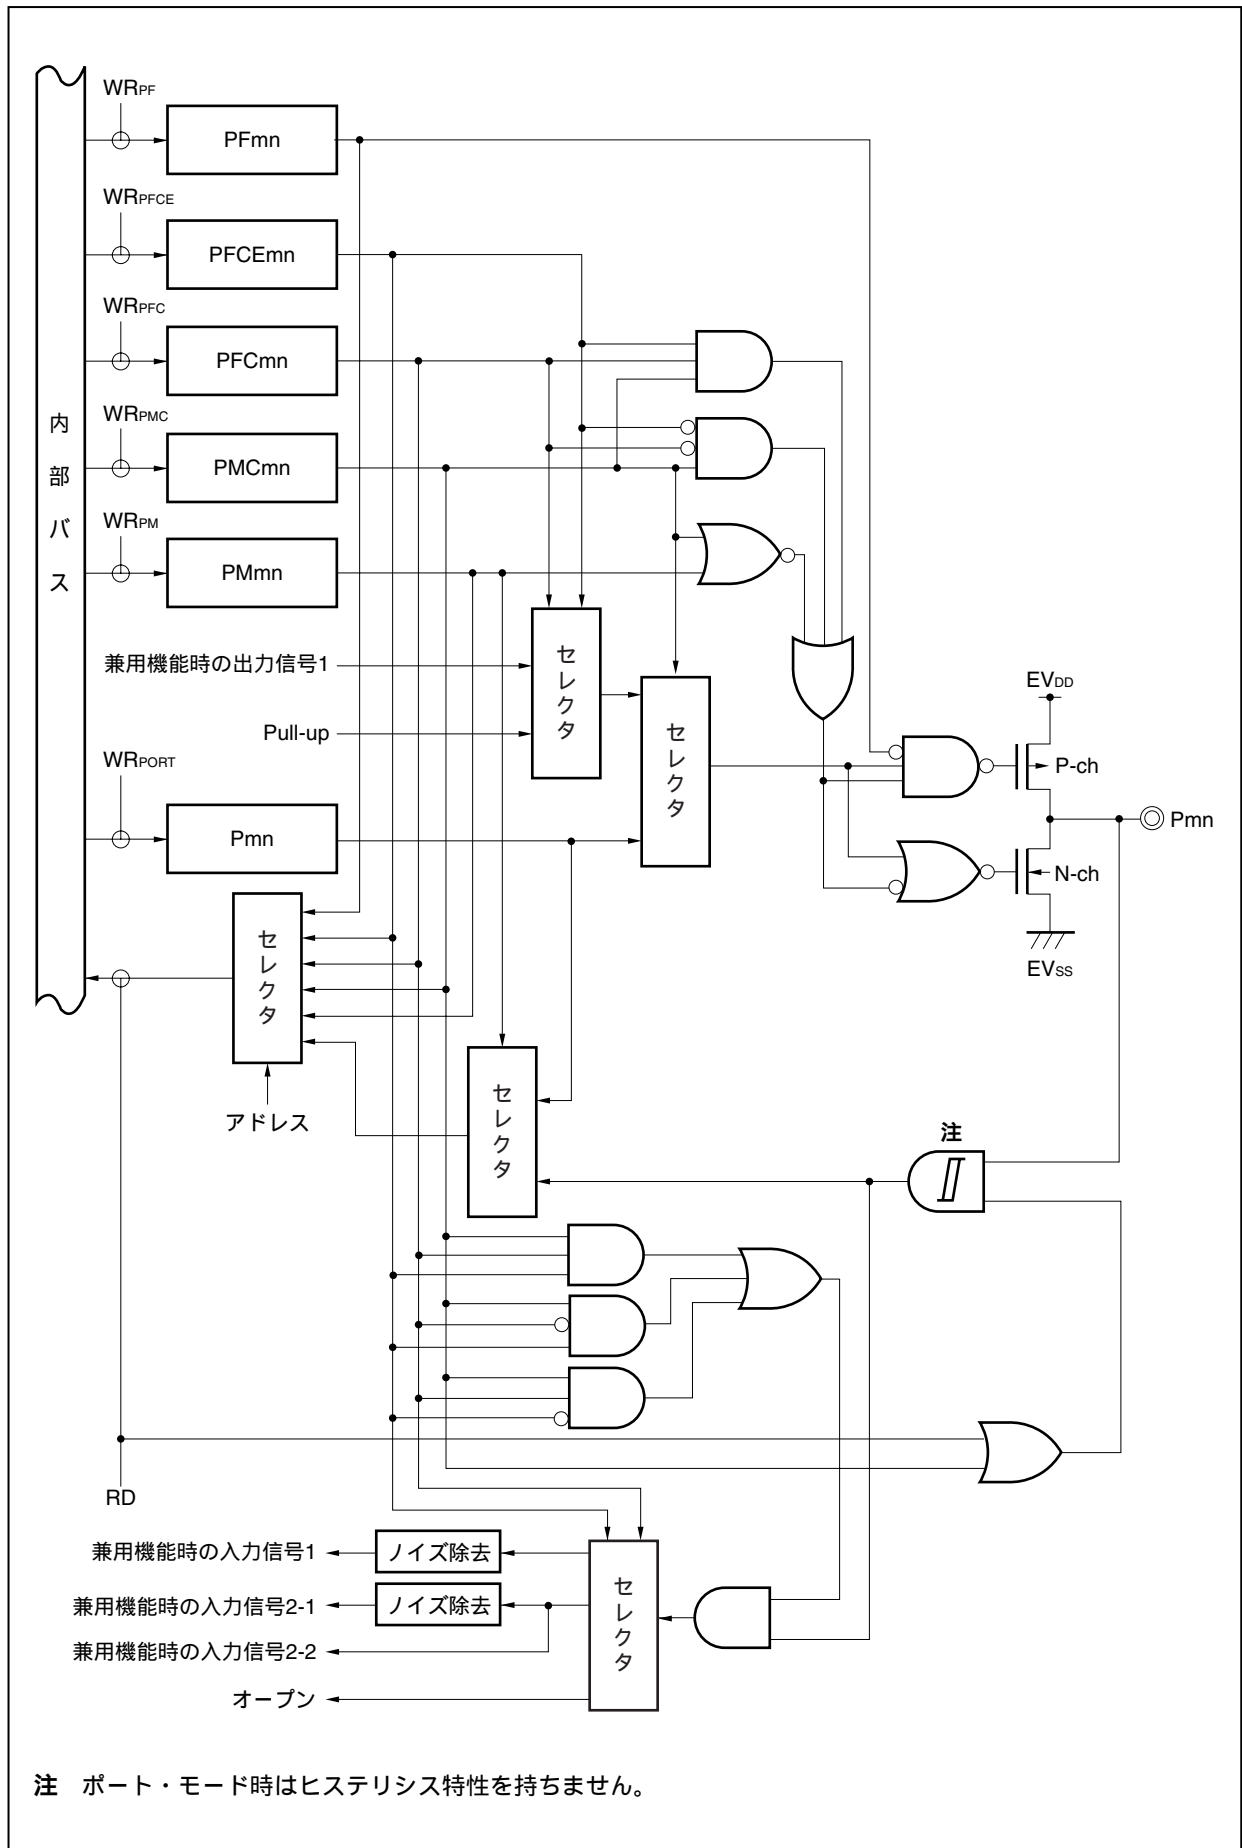 WRPF
PFmn
WRPFCE
PFCEmn
WRPFC
PFCmn
内部バス
WRPMC
PMCmn
WRPM
PMmn
兼用機能時の出力信号1
セレクタ
Pull-up
セレクタ
WRPORT
Pmn
EVDD
P-ch
Pmn
N-ch
EVSS
セレクタ
アドレス
セレクタ
注
RD
兼用機能時の入力信号1
ノイズ除去
兼用機能時の入力信号2-1
ノイズ除去
兼用機能時の入力信号2-2
オープン
セレクタ
注 ポート・モード時はヒステリシス特性を持ちません。